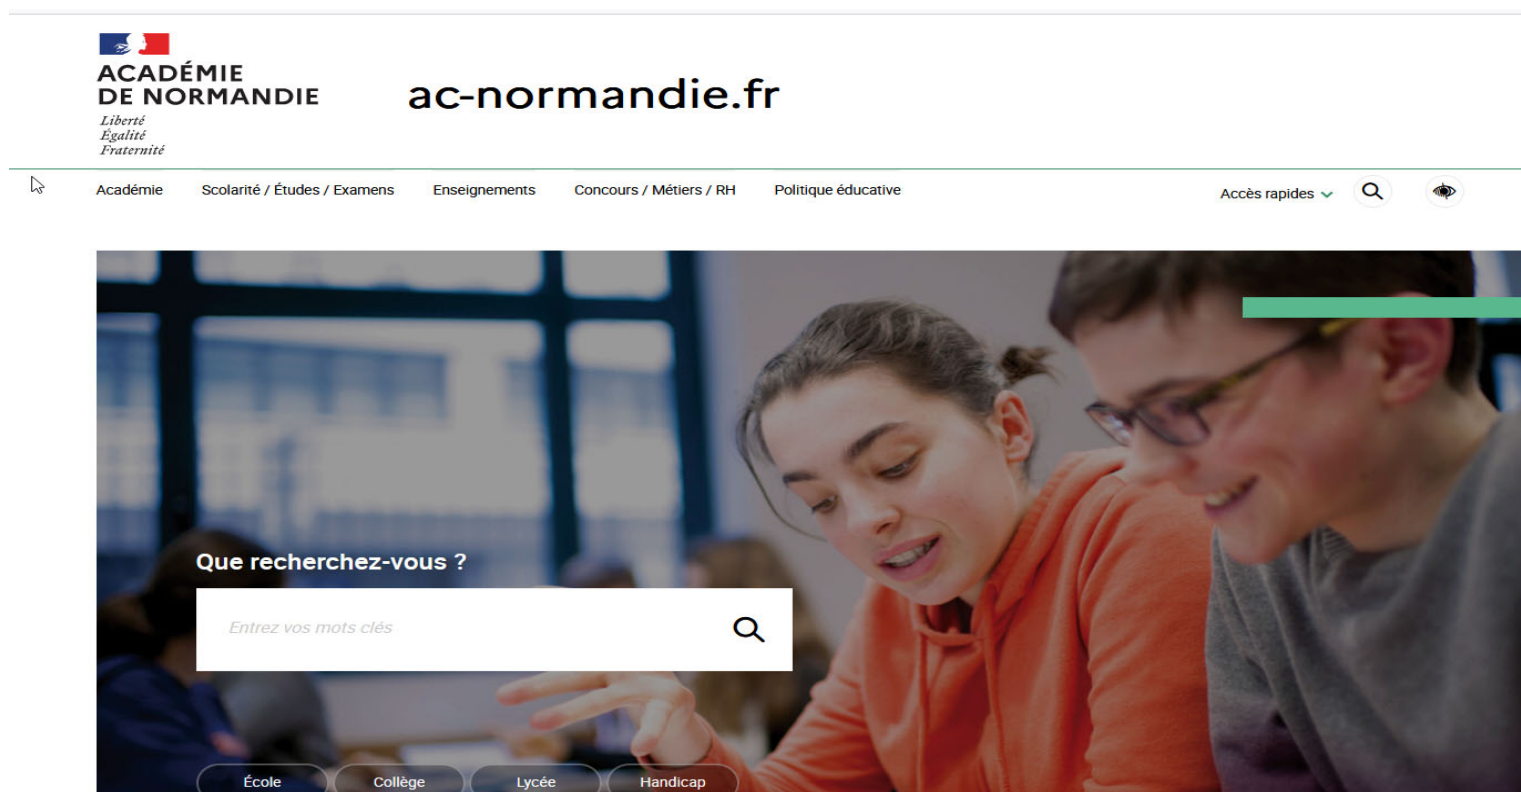 ACADÉMIE
DE NORMANDIE
Liberté
Égalité
Fraternité
ac-normandie.fr
Académie Scolarité / Études / Examens Enseignements Concours / Métiers / RH Politique éducative Accès rapides
Que recherchez-vous ?
Entrez vos mots clés
École Collège Lycée Handicap